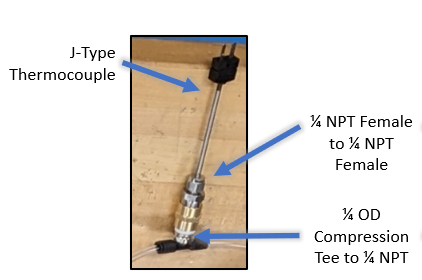 J-Type
Thermocouple
¼ NPT Female
to ¼ NPT
Female
¼ OD
Compression
Tee to ¼ NPT